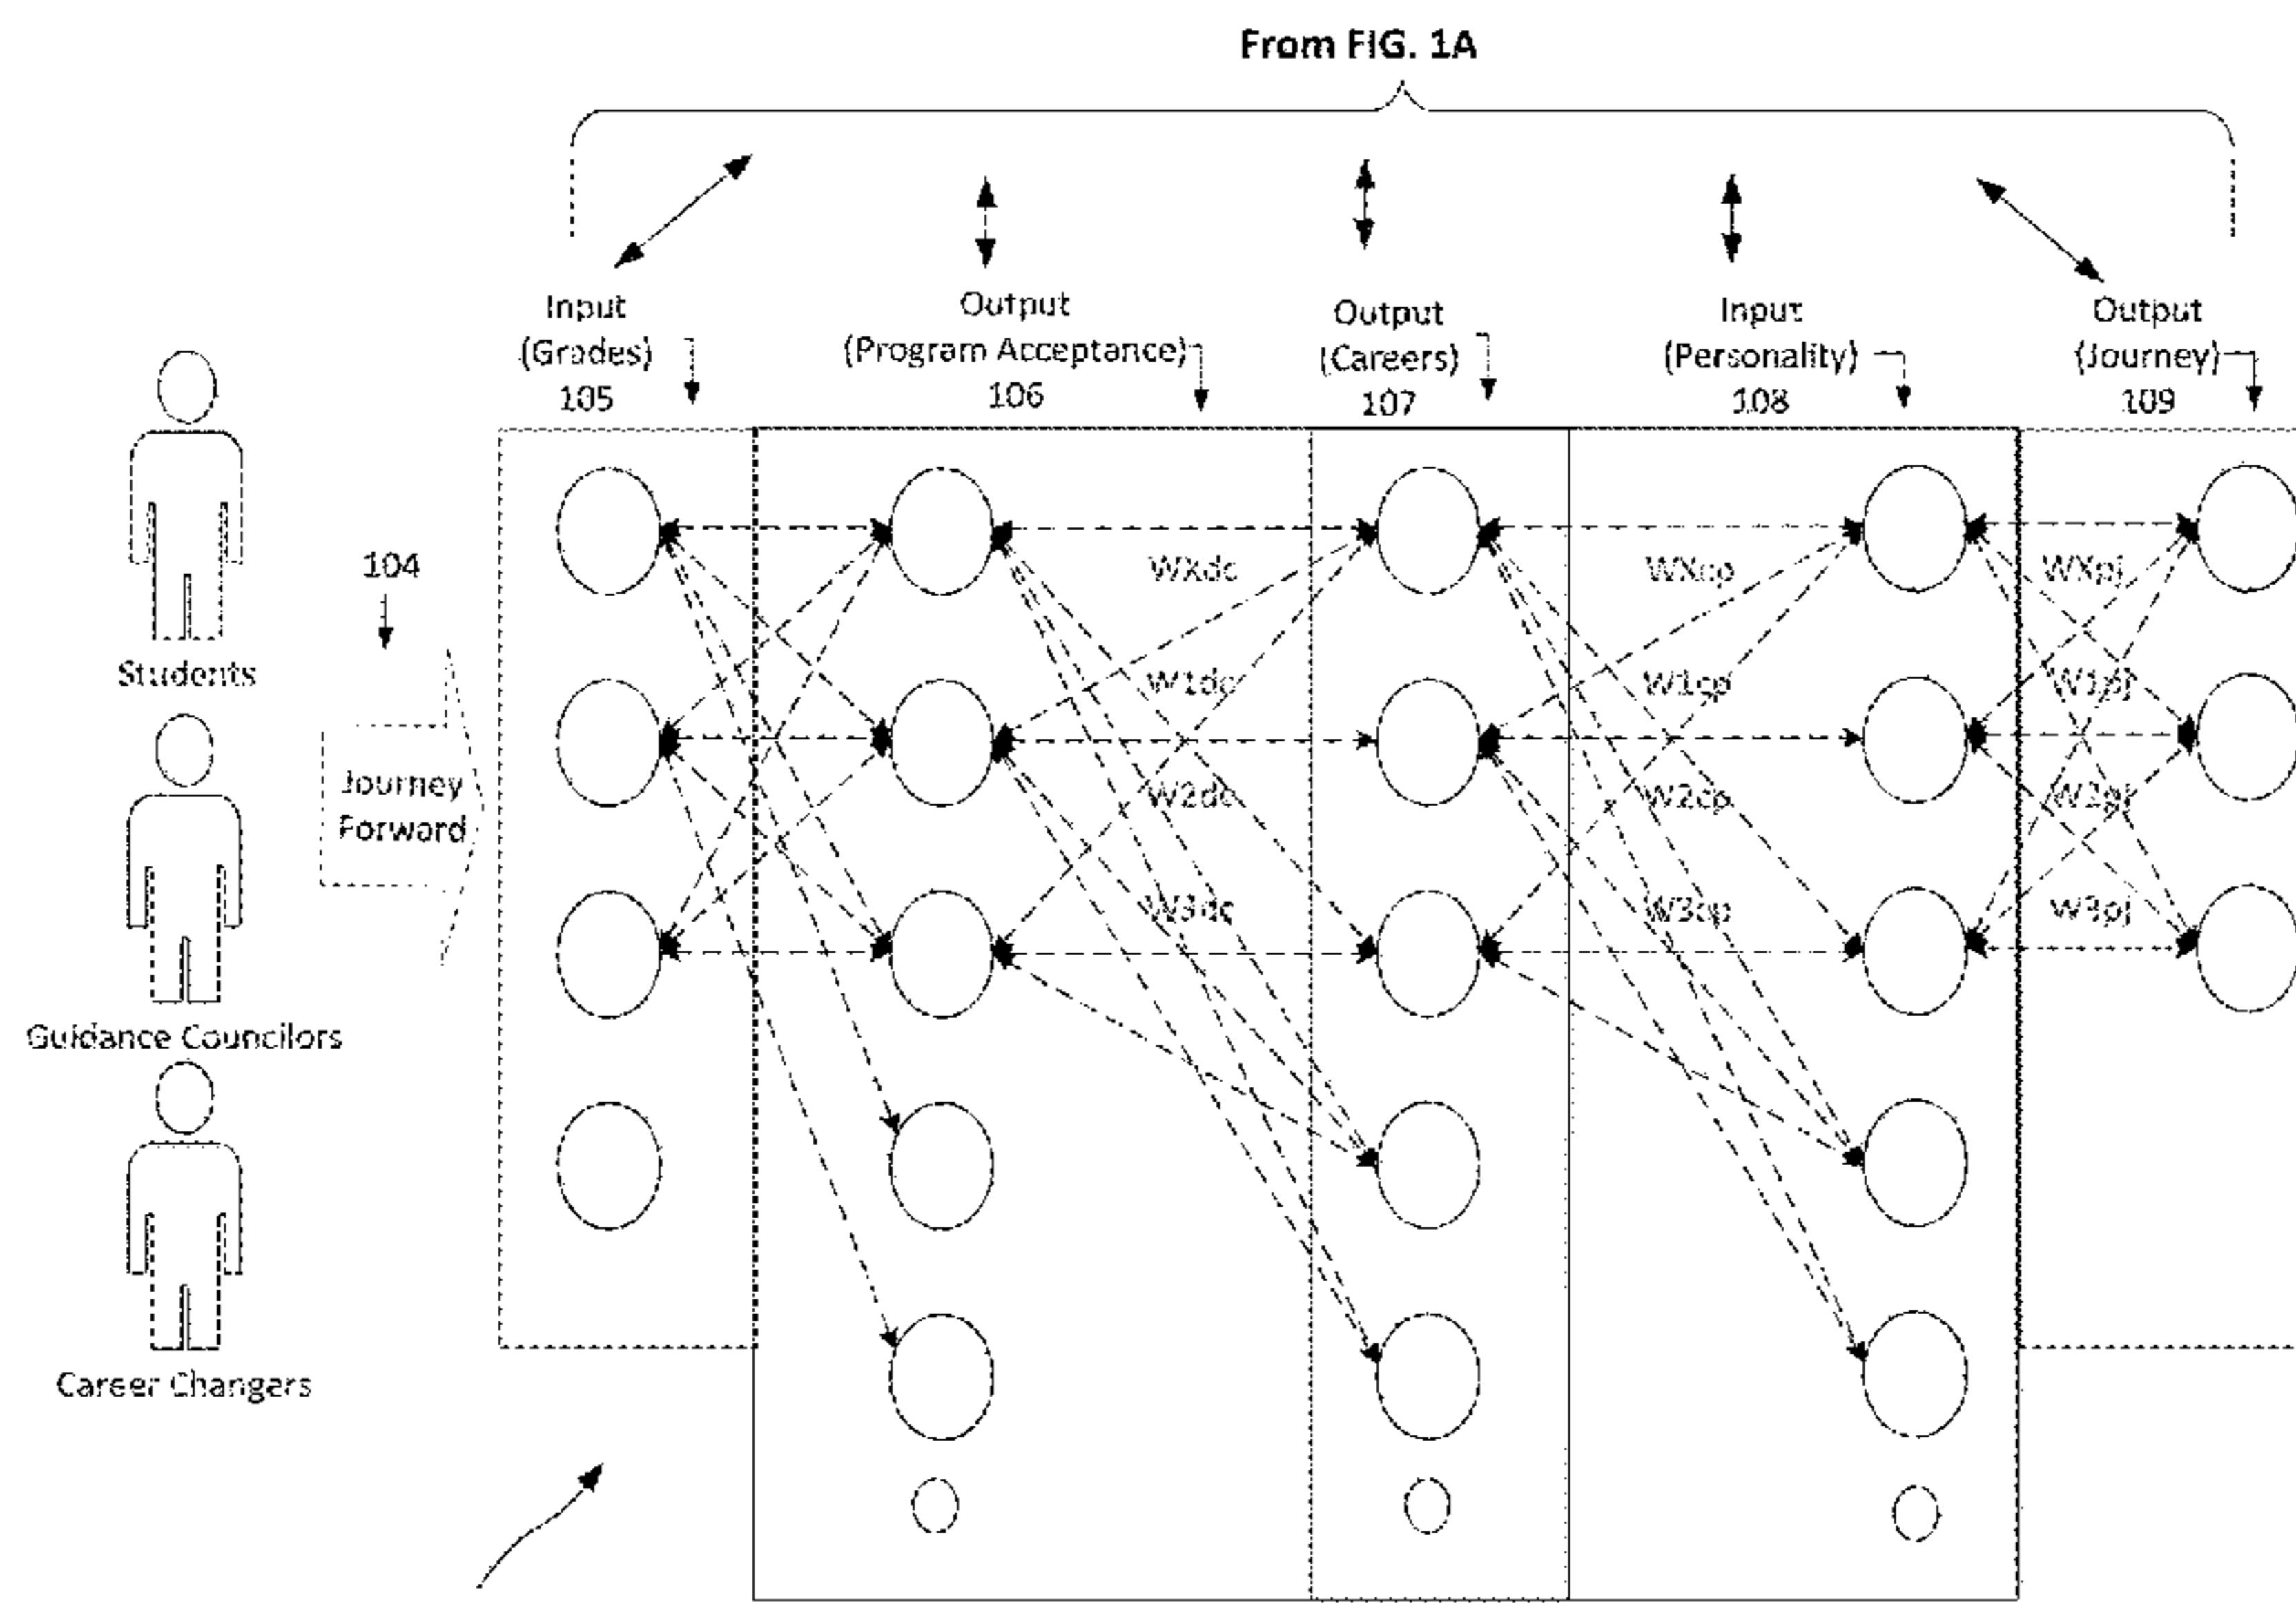 From FIG. 1A
Input
(Grades)
105
Output
(Program Acceptance)
106
Output
(Careers)
107
Input
(Personality)
108
Output
(Journey)
109
Students
104
Journey
Forward
Guidance Councilors
Career Changers
WXdc
WXcp
WXpj
W1dc
W1cp
W1pj
W2dc
W2cp
W2pj
W3dc
W3cp
W3pj